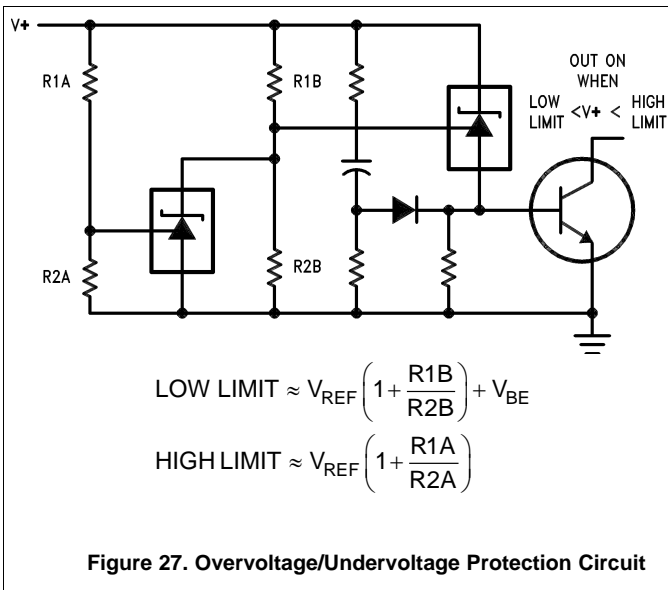 V+
R1A
R1B
OUT ON
WHEN
LOW LIMIT <V+ < HIGH LIMIT
R2A
R2B
LOW LIMIT ≈ V_REF (1 + R1B/R2B) + V_BE
HIGH LIMIT ≈ V_REF (1 + R1A/R2A)
Figure 27. Overvoltage/Undervoltage Protection Circuit